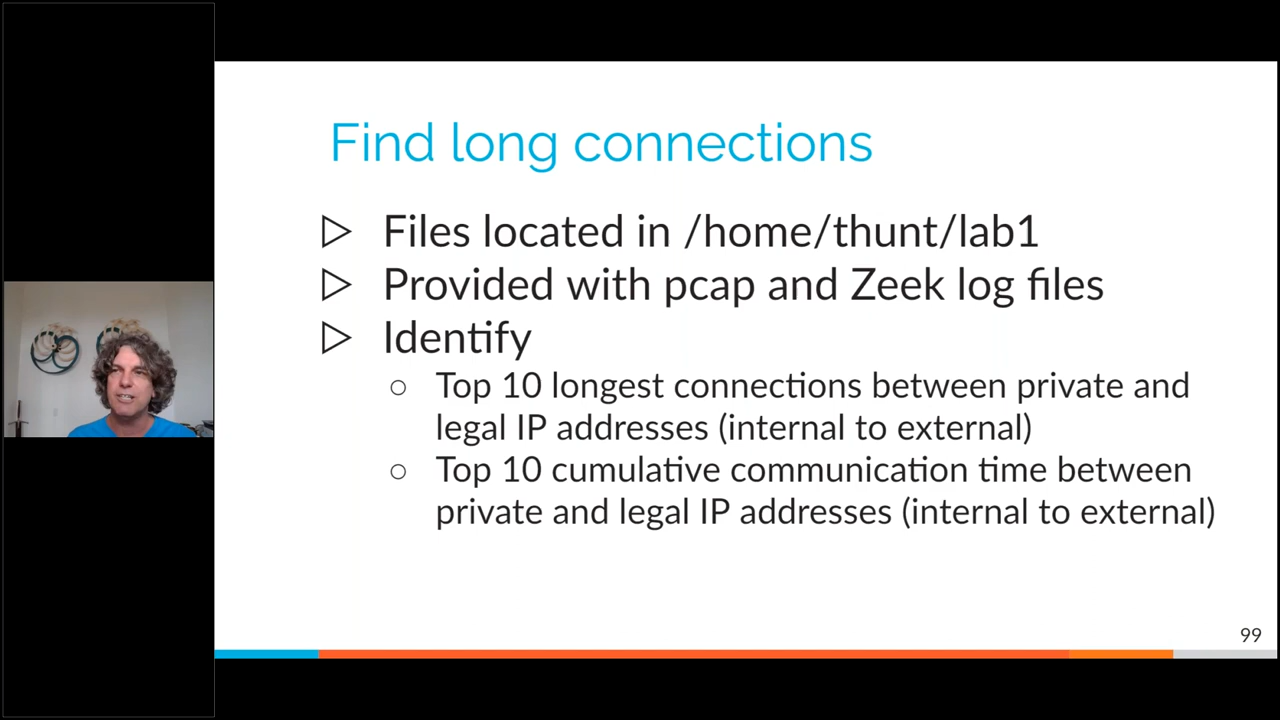 Find long connections
▷ Files located in /home/thunt/lab1
▷ Provided with pcap and Zeek log files
▷ Identify
○ Top 10 longest connections between private and
legal IP addresses (internal to external)
○ Top 10 cumulative communication time between
private and legal IP addresses (internal to external)
99